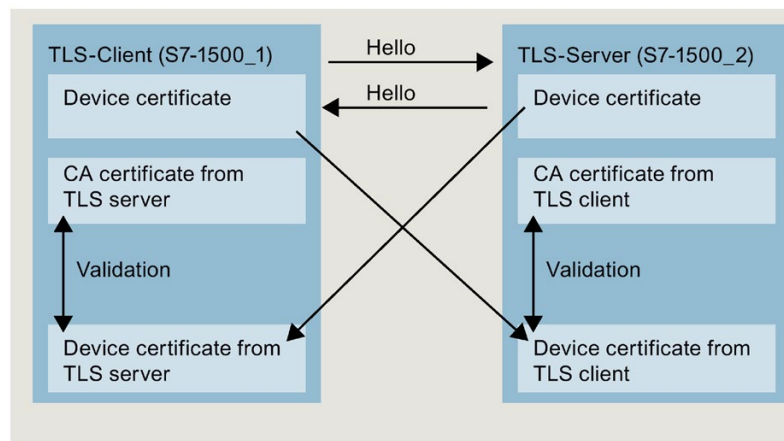 TLS-Client (S7-1500_1)
Device certificate
CA certificate from
TLS server
Validation
Device certificate from
TLS server
Hello
Hello
TLS-Server (S7-1500_2)
Device certificate
CA certificate from
TLS client
Validation
Device certificate from
TLS client